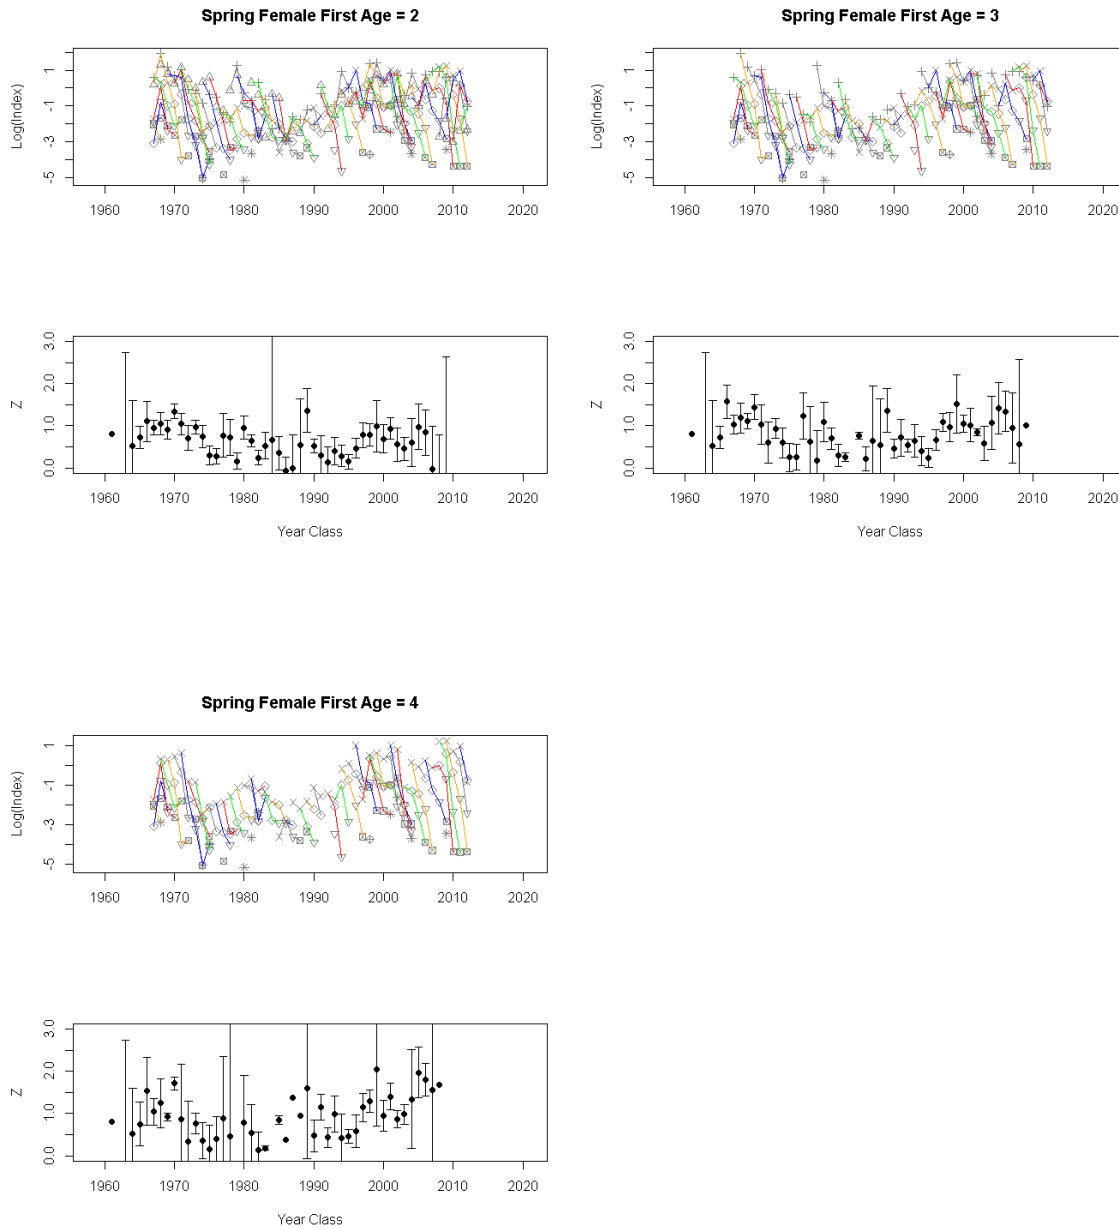 Spring Female First Age = 2
Log(Index)
1
-1
-3
-5
1960 1970 1980 1990 2000 2010 2020
Z
3.0
2.0
1.0
0.0
1960 1970 1980 1990 2000 2010 2020
Year Class
Spring Female First Age = 3
Log(Index)
1
-1
-3
-5
1960 1970 1980 1990 2000 2010 2020
Z
3.0
2.0
1.0
0.0
1960 1970 1980 1990 2000 2010 2020
Year Class
Spring Female First Age = 4
Log(Index)
1
-1
-3
-5
1960 1970 1980 1990 2000 2010 2020
Z
3.0
2.0
1.0
0.0
1960 1970 1980 1990 2000 2010 2020
Year Class